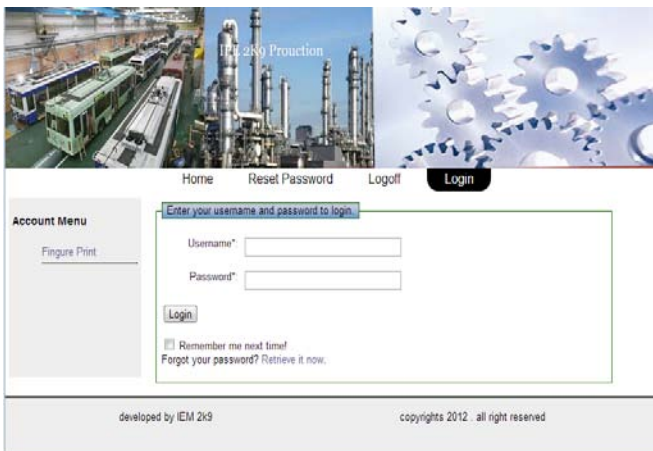 IPE 2K9 Prouction
Home Reset Password Logoff Login
Account Menu
Fingure Print
Enter your username and password to login.
Username*:
Password*:
Login
Remember me next time!
Forgot your password? Retrieve it now.
developed by IEM 2k9 copyrights 2012 . all right reserved